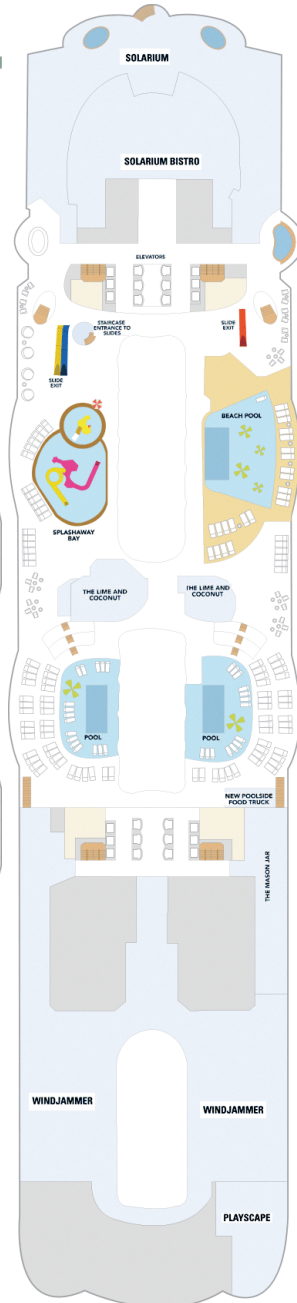 SOLARIUM
SOLARIUM BISTRO
ELEVATORS
STAIRCASE
ENTRANCE TO
SLIDES
SLIDE
EXIT
SLIDE
EXIT
BEACH POOL
SPLASHAWAY
BAY
THE LIME AND
COCONUT
THE LIME AND
COCONUT
POOL
POOL
NEW POOLSIDE
FOOD TRUCK
THE MASON JAR
WINDJAMMER
WINDJAMMER
PLAYSCAPE